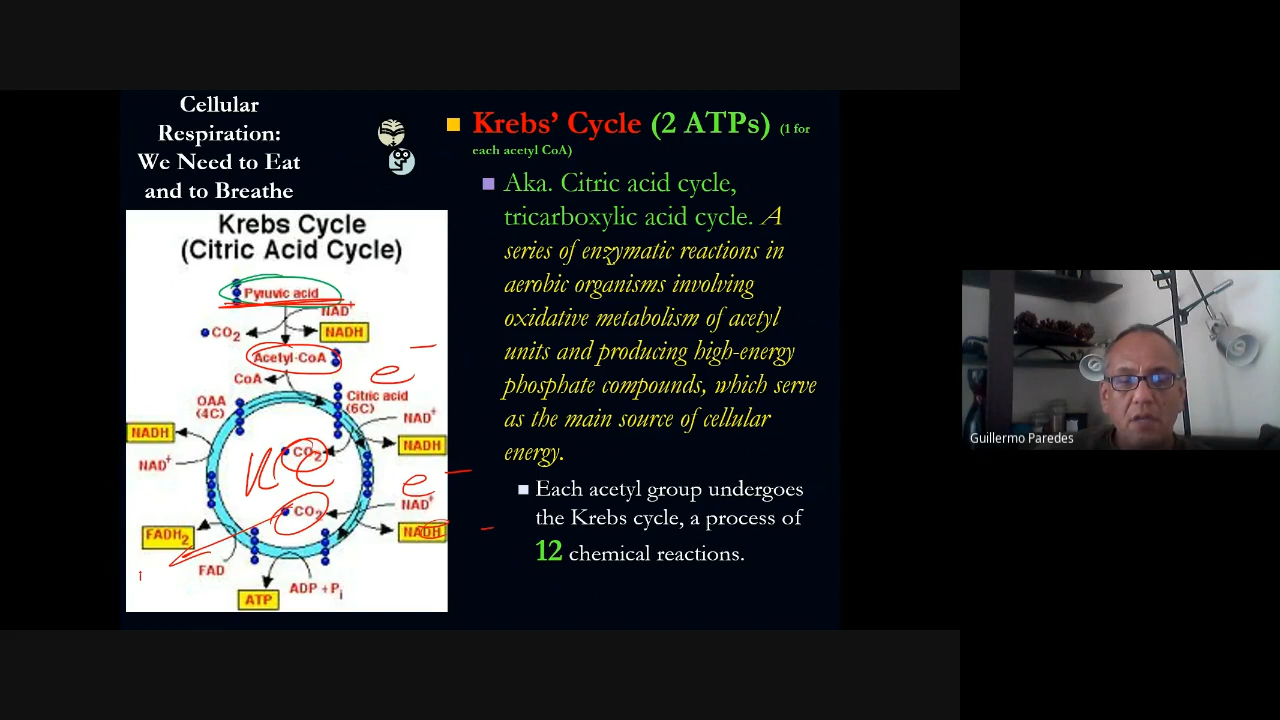 Cellular
Respiration:
We Need to Eat
and to Breathe
Krebs' Cycle (2 ATPs) (1 for
each acetyl CoA)
Aka. Citric acid cycle,
tricarboxylic acid cycle. A
series of enzymatic reactions in
aerobic organisms involving
oxidative metabolism of acetyl
units and producing high-energy
phosphate compounds, which serve
as the main source of cellular
energy.
Each acetyl group undergoes
the Krebs cycle, a process of
12 chemical reactions.
Krebs Cycle
(Citric Acid Cycle)
Pyruvic acid
NAD+
CO2
NADH
Acetyl-CoA
e−
CoA
OAA
(4C)
Citric acid
(6C)
NAD+
NADH
NADH
CO2
NAD+
e−
CO2
NAD+
NADH
FADH2
FAD
ADP + Pi
ATP
Guillermo Paredes